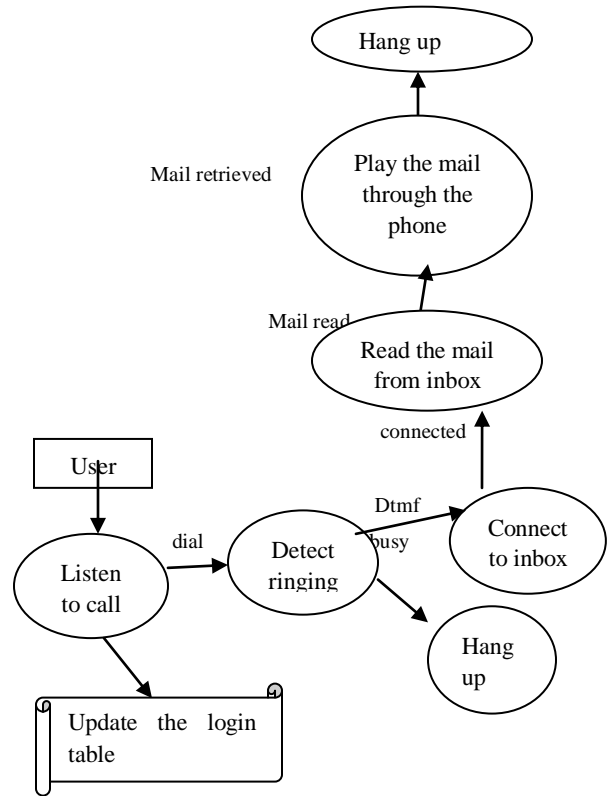 Hang up
Play the mail
through the
phone
Mail retrieved
Mail read
Read the mail
from inbox
connected
User
Dtmf
busy
Connect
to inbox
dial
Detect
ringing
Listen
to call
Hang
up
Update the login
table